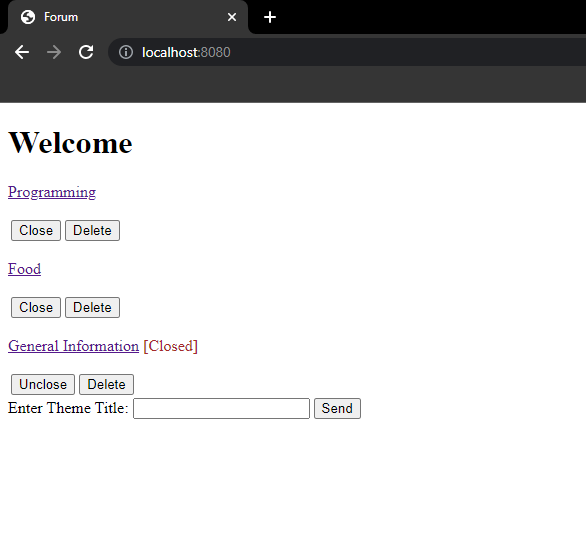 Forum
localhost:8080
Welcome
Programming
Close Delete
Food
Close Delete
General Information [Closed]
Unclose Delete
Enter Theme Title: Send